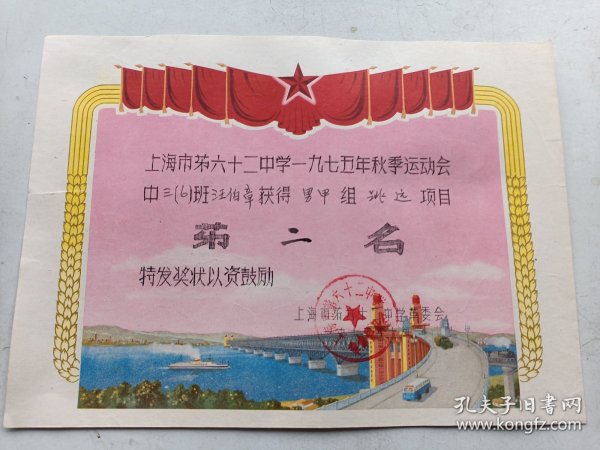 上海市第六十二中学一九七五年秋季运动会
中三(6)班汪伯章获得 男甲 组 跳远 项目
第二名
特发奖状以资鼓励
上海市第六十二中学革委会
孔夫子旧书网
www.kongfz.com